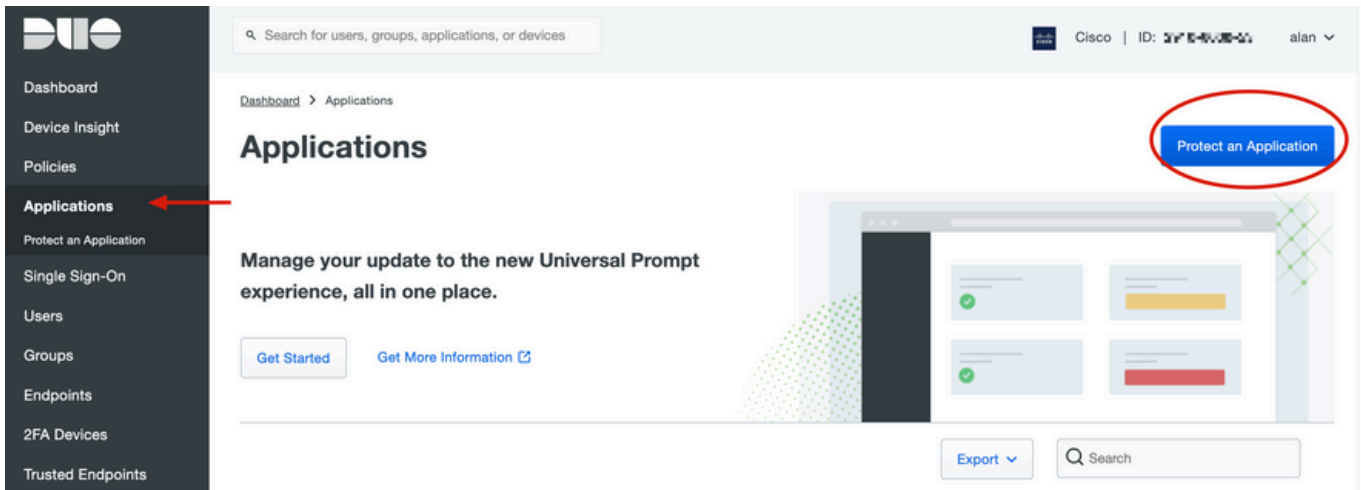 DUO
Search for users, groups, applications, or devices
Cisco | ID:
alan
Dashboard
Device Insight
Policies
Applications
Protect an Application
Single Sign-On
Users
Groups
Endpoints
2FA Devices
Trusted Endpoints
Dashboard > Applications
Applications
Protect an Application
Manage your update to the new Universal Prompt
experience, all in one place.
Get Started
Get More Information
Export
Search